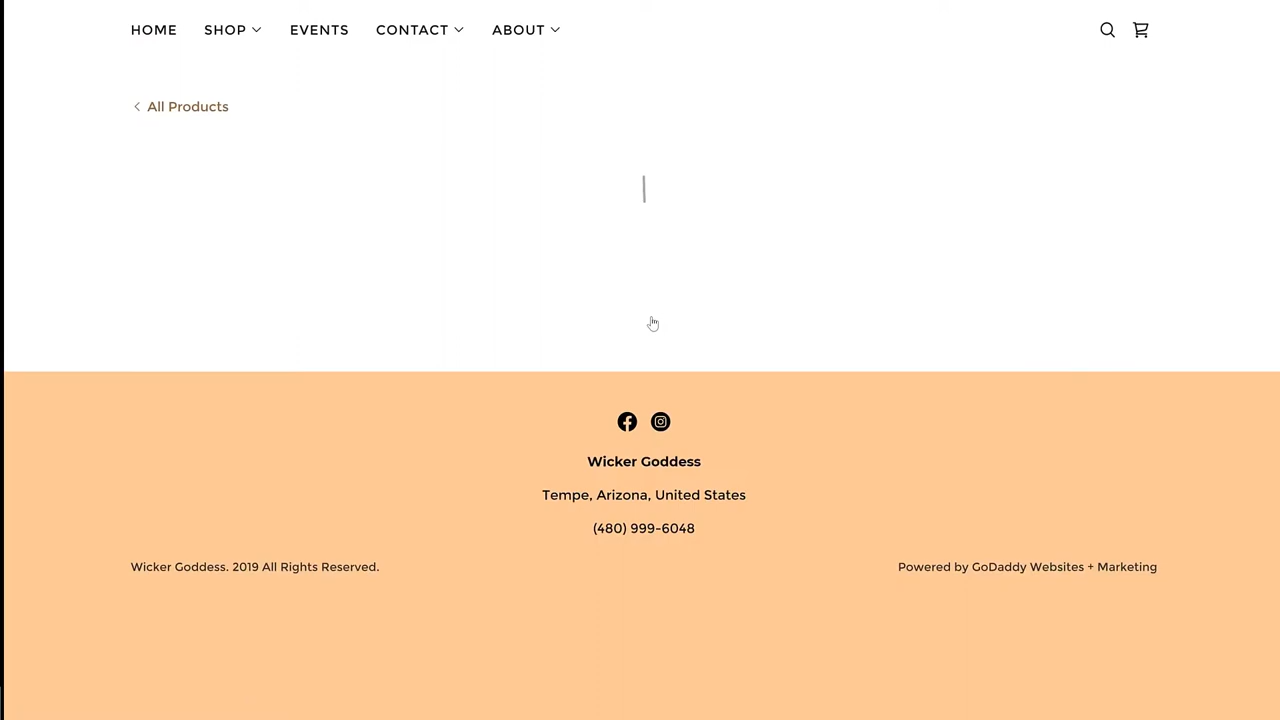 HOME SHOP EVENTS CONTACT ABOUT
All Products
Wicker Goddess
Tempe, Arizona, United States
(480) 999-6048
Wicker Goddess. 2019 All Rights Reserved.
Powered by GoDaddy Websites + Marketing